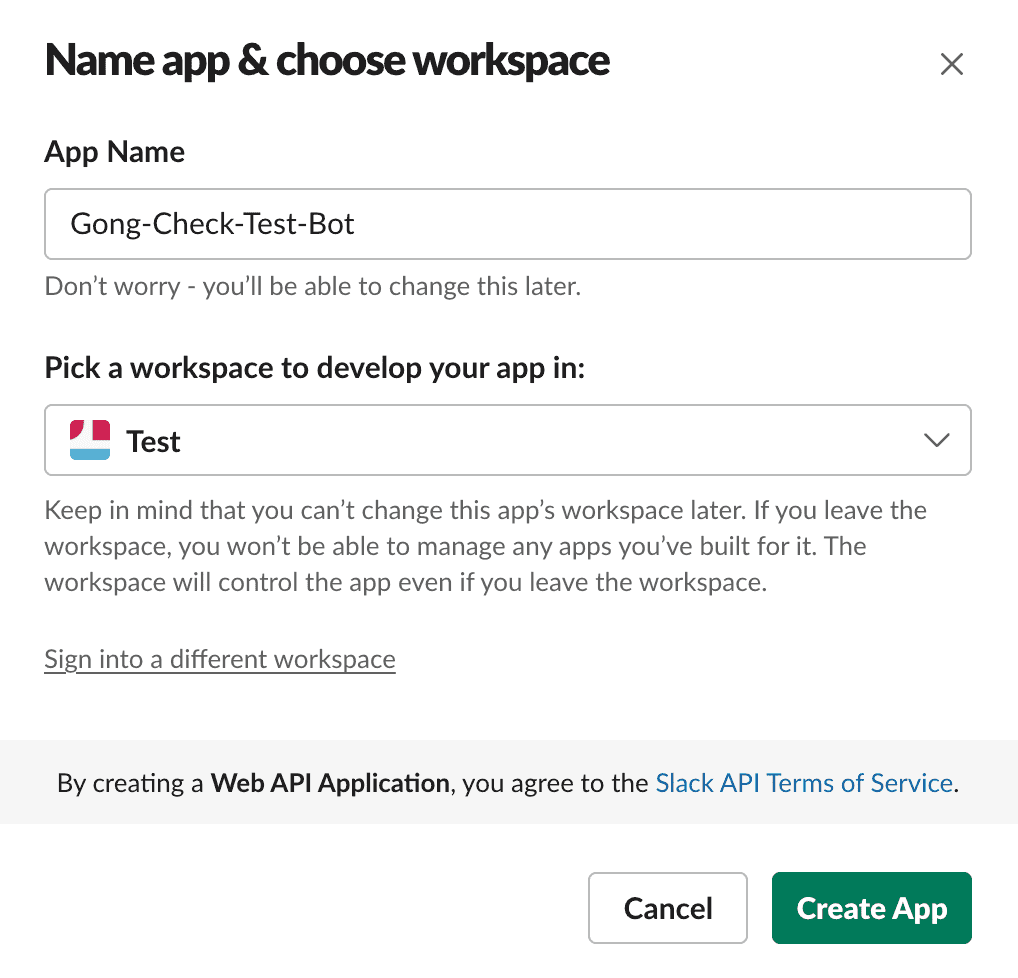 Name app & choose workspace
App Name
Gong-Check-Test-Bot
Don’t worry - you’ll be able to change this later.
Pick a workspace to develop your app in:
Test
Keep in mind that you can’t change this app’s workspace later. If you leave the
workspace, you won’t be able to manage any apps you’ve built for it. The
workspace will control the app even if you leave the workspace.
Sign into a different workspace
By creating a Web API Application, you agree to the Slack API Terms of Service.
Cancel
Create App